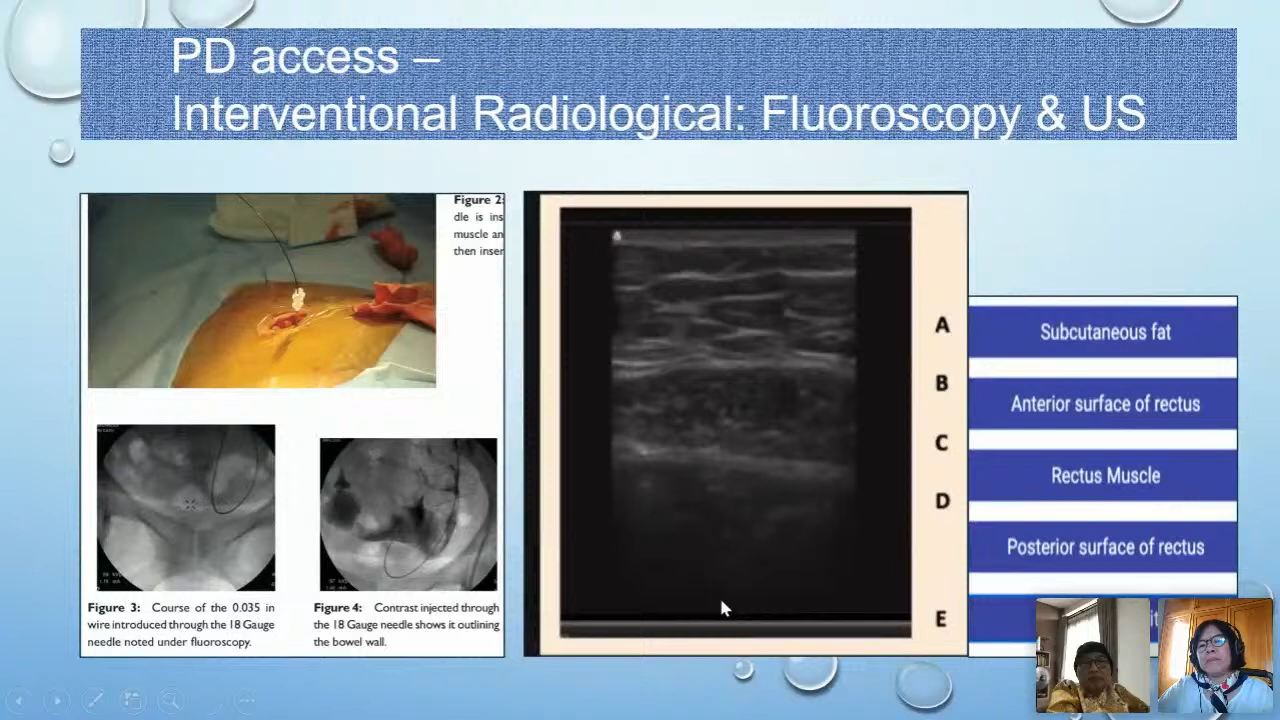 PD access –
Interventional Radiological: Fluoroscopy & US
Figure 2:
dle is ins
muscle an
then inser
Figure 3: Course of the 0.035 in
wire introduced through the 18 Gauge
needle noted under fluoroscopy.
Figure 4: Contrast injected through
the 18 Gauge needle shows it outlining
the bowel wall.
A
B
C
D
E
Subcutaneous fat
Anterior surface of rectus
Rectus Muscle
Posterior surface of rectus